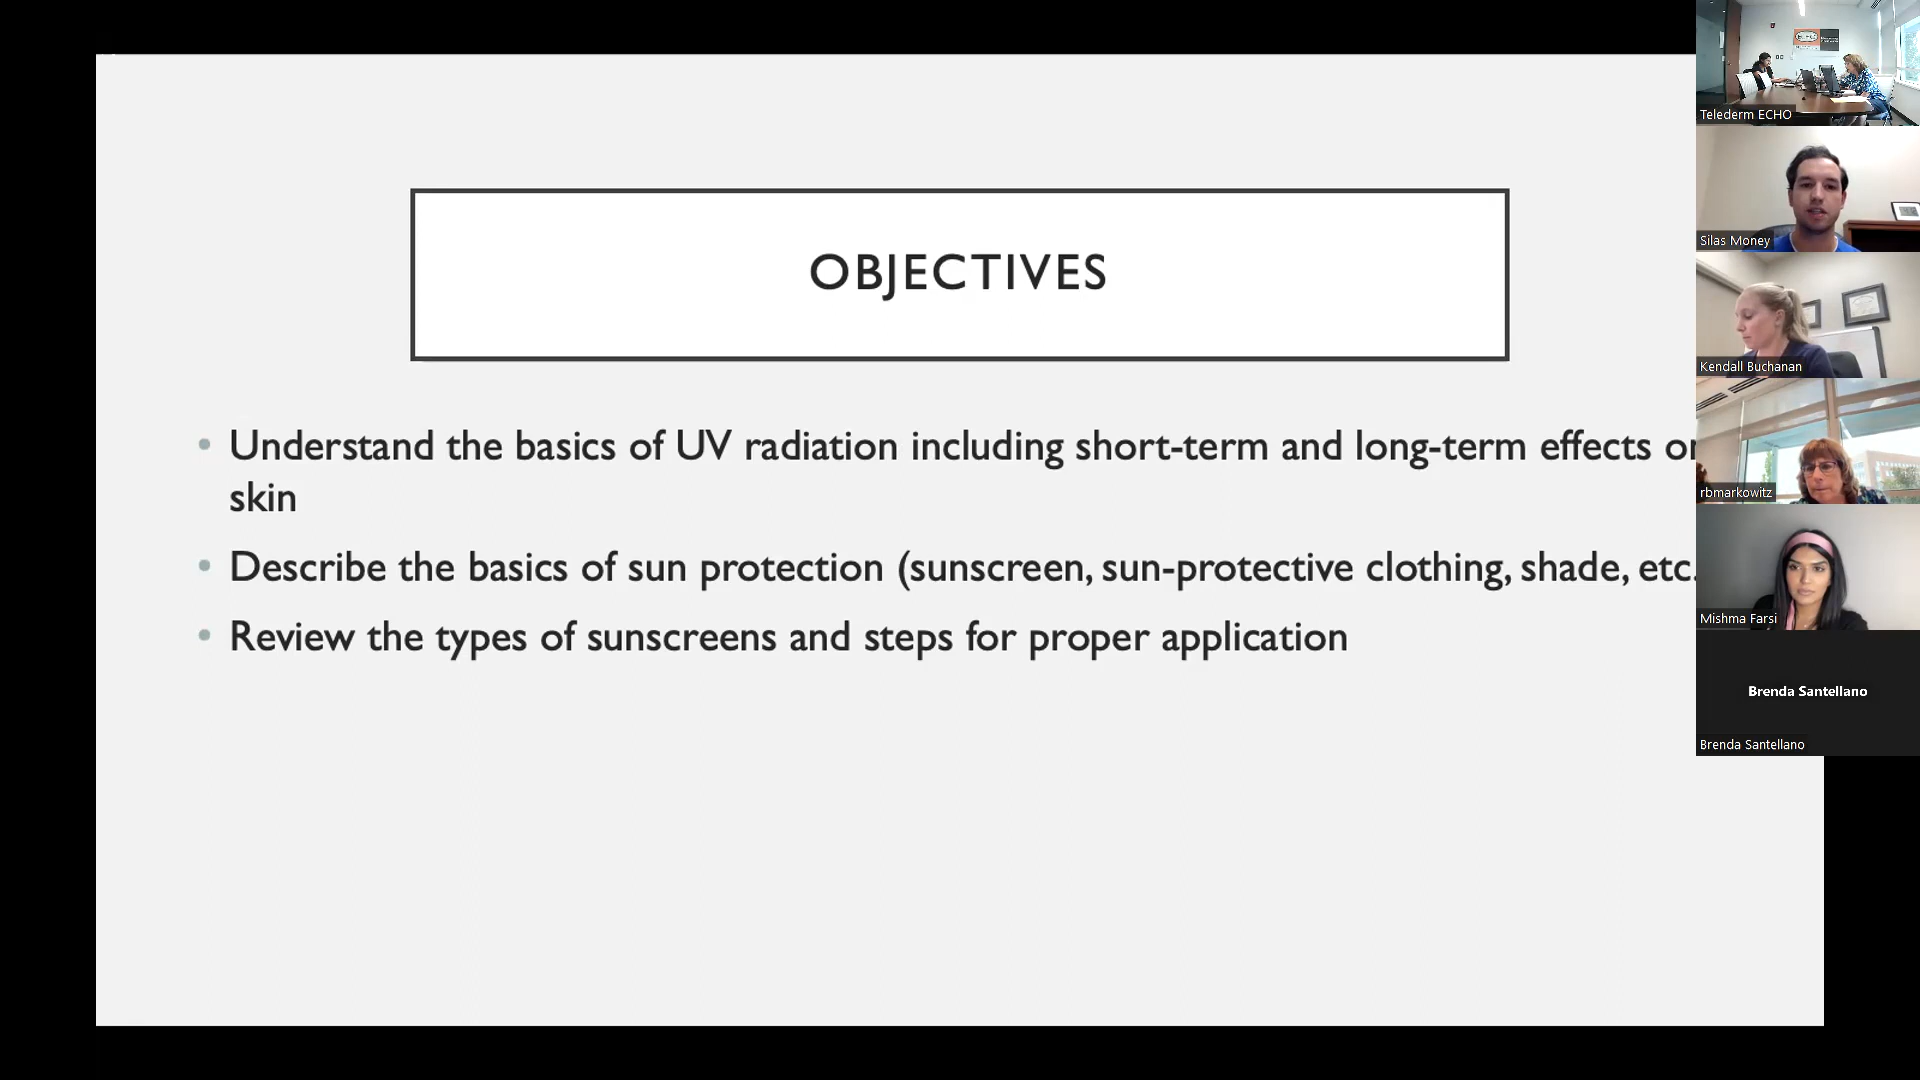 OBJECTIVES
• Understand the basics of UV radiation including short-term and long-term effects
skin
• Describe the basics of sun protection (sunscreen, sun-protective clothing, shade, etc.
• Review the types of sunscreens and steps for proper application
Telederm ECHO
Silas Money
Kendall Buchanan
rbmarkowitz
Mishma Farsi
Brenda Santellano
Brenda Santellano